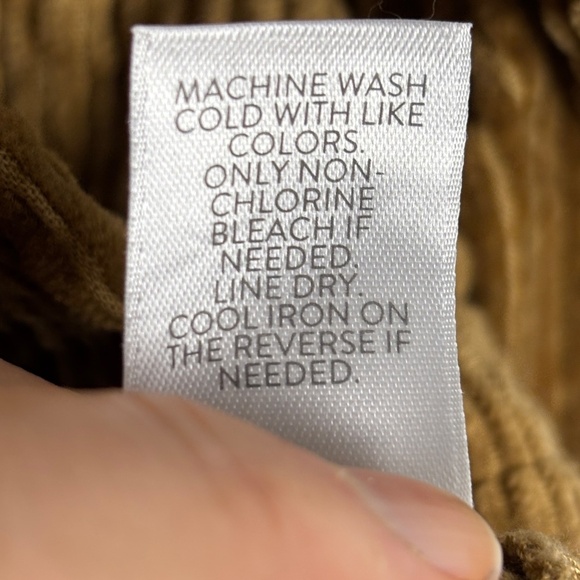 MACHINE WASH
COLD WITH LIKE
COLORS.
ONLY NON-
CHLORINE
BLEACH IF
NEEDED.
LINE DRY.
COOL IRON ON
THE REVERSE IF
NEEDED.